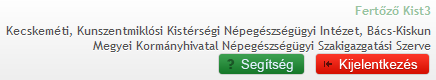 Fertőző Kist3
Kecskeméti, Kunszentmiklósi Kistérségi Népegészségügyi Intézet, Bács-Kiskun
Megyei Kormányhivatal Népegészségügyi Szakigazgatási Szerve
? Segítség Kijelentkezés